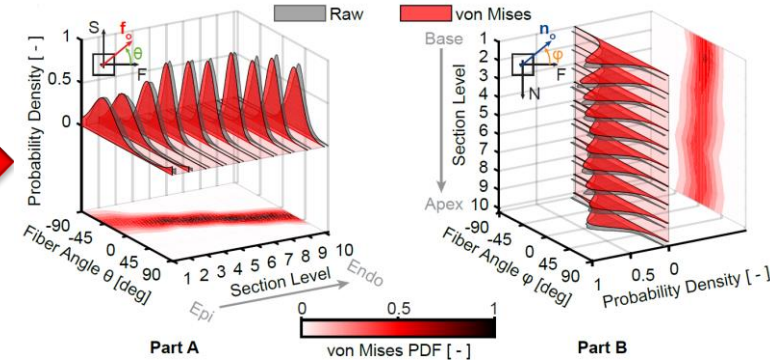 Raw
von Mises
S
f₀
θ
F
1
0.5
0
Probability Density [ - ]
-90
-45
0
45
90
Fiber Angle θ [deg]
1 2 3 4 5 6 7 8 9 10
Section Level
Epi
Endo
Part A
0
0.5
1
von Mises PDF [ - ]
Base
Apex
Section Level
1
2
3
4
5
6
7
8
9
10
n₀
φ
F
N
-90
-45
0
45
90
Fiber Angle φ [deg]
1 0.5 0
Probability Density [ - ]
Part B